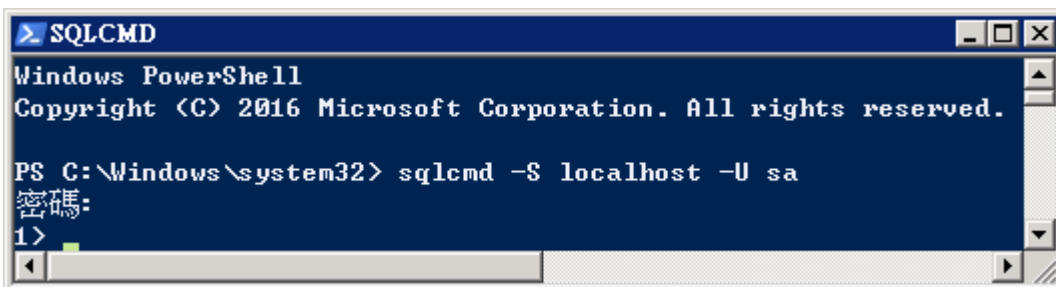 SQLCMD
Windows PowerShell
Copyright (C) 2016 Microsoft Corporation. All rights reserved.
PS C:\Windows\system32> sqlcmd -S localhost -U sa
密碼:
1>